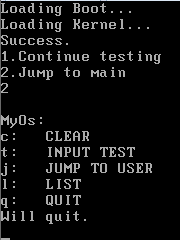 Loading Boot...
Loading Kernel...
Success.
1.Continue testing
2.Jump to main
2
MyOs:
c:   CLEAR
t:   INPUT TEST
j:   JUMP TO USER
l:   LIST
q:   QUIT
Will quit.